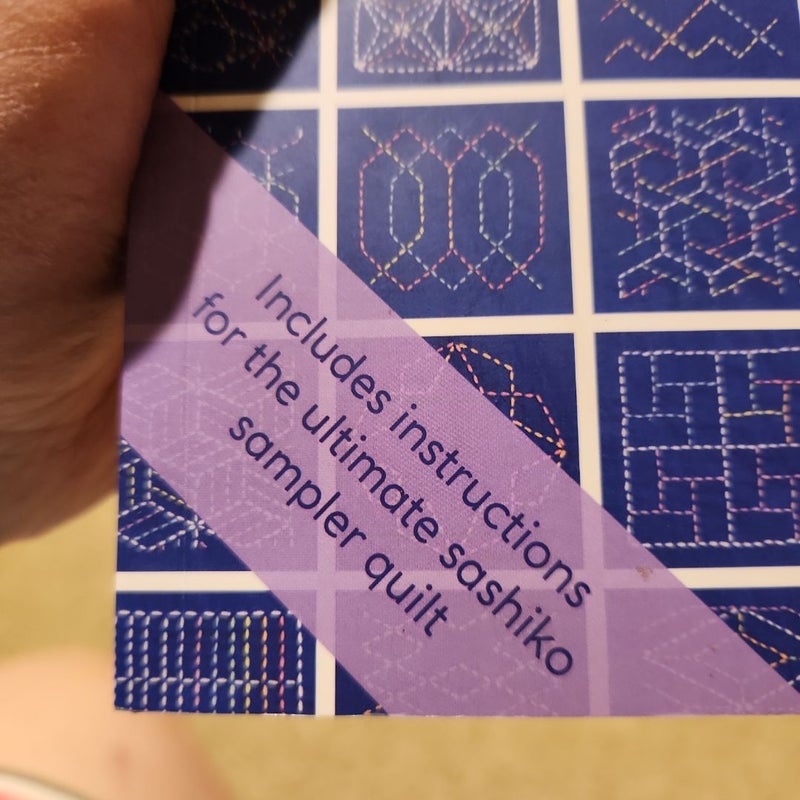 Includes instructions
for the ultimate sashiko
sampler quilt